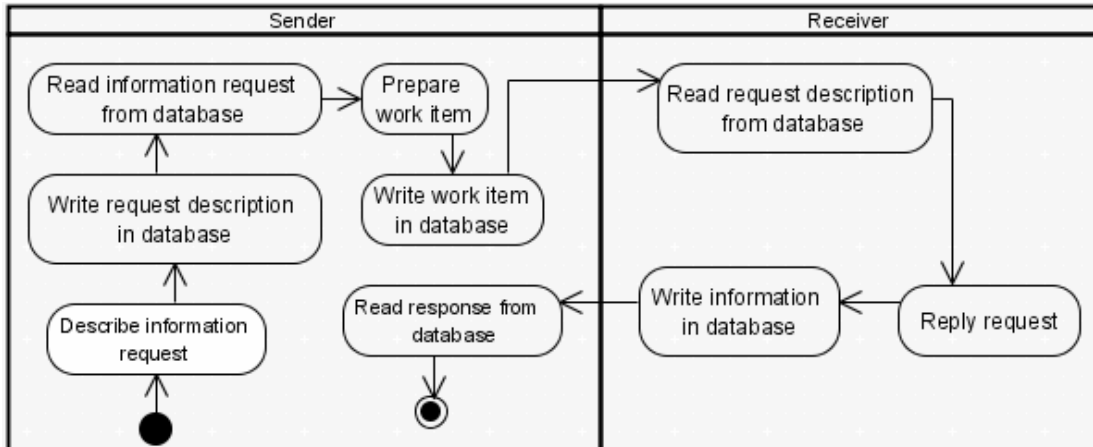 Sender
Receiver
Read information request
from database
Prepare
work item
Read request description
from database
Write request description
in database
Write work item
in database
Describe information
request
Read response from
database
Write information
in database
Reply request